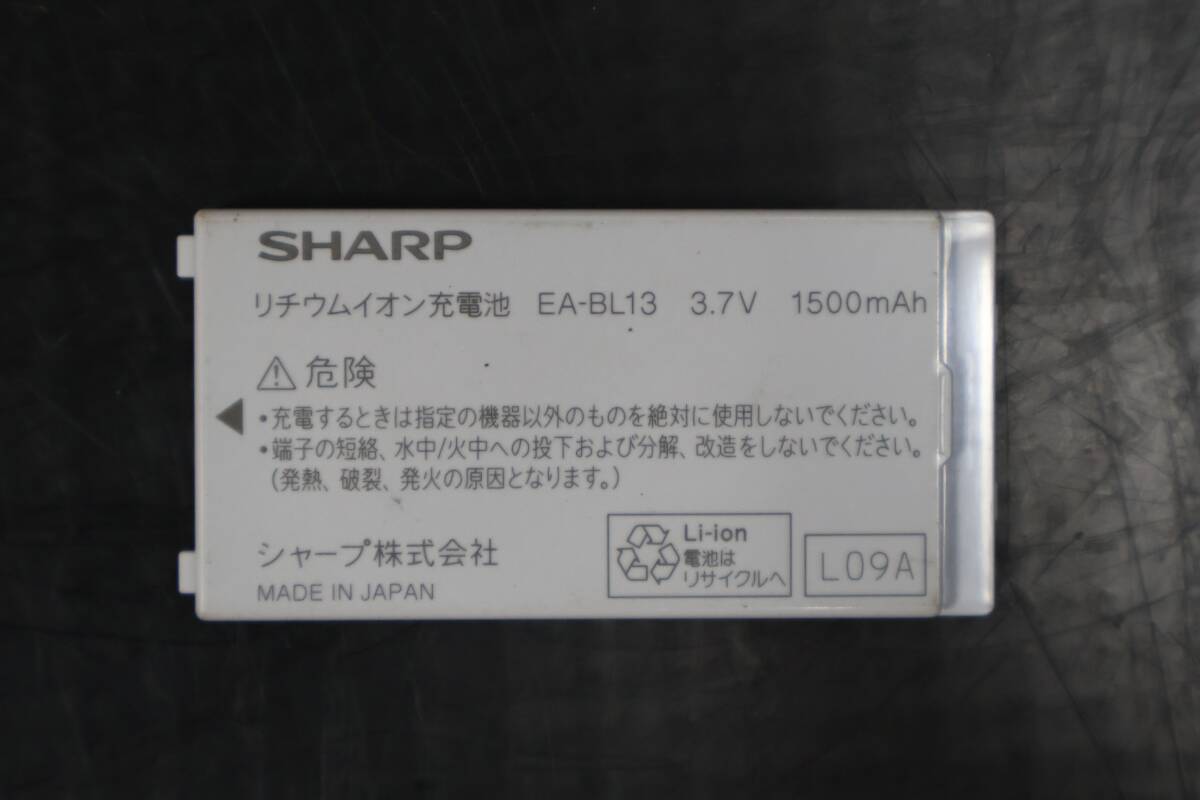 SHARP
リチウムイオン充電池 EA-BL13 3.7V 1500mAh
危険
・充電するときは指定の機器以外のものを絶対に使用しないでください。
・端子の短絡、水中/火中への投下および分解、改造をしないでください。
(発熱、破裂、発火の原因となります。)
シャープ株式会社
MADE IN JAPAN
Li-ion
電池は
リサイクルへ
L09A